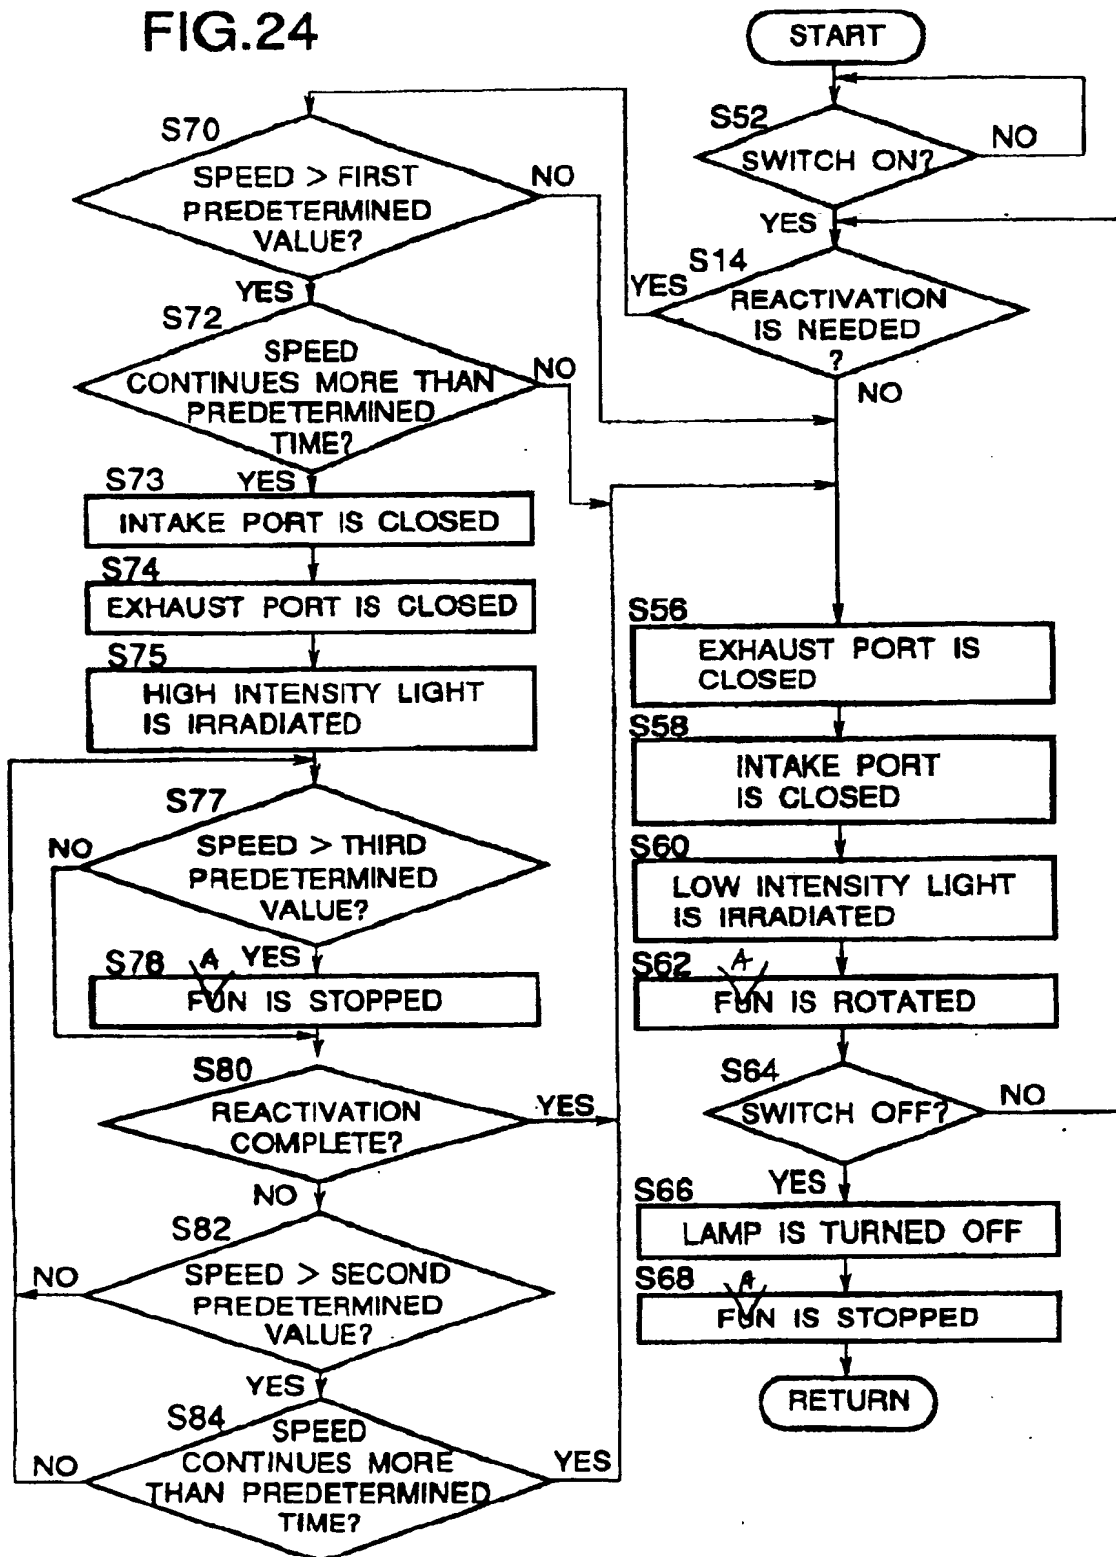 FIG.24
START
S52
SWITCH ON?
NO
YES
S14
REACTIVATION
IS NEEDED
?
YES
NO
S70
SPEED > FIRST
PREDETERMINED
VALUE?
NO
YES
S72
SPEED
CONTINUES MORE THAN
PREDETERMINED
TIME?
NO
YES
S73
INTAKE PORT IS CLOSED
S74
EXHAUST PORT IS CLOSED
S75
HIGH INTENSITY LIGHT
IS IRRADIATED
S77
SPEED > THIRD
PREDETERMINED
VALUE?
NO
YES
S78
A
FUN IS STOPPED
S80
REACTIVATION
COMPLETE?
YES
NO
S82
SPEED > SECOND
PREDETERMINED
VALUE?
NO
YES
S84
SPEED
CONTINUES MORE
THAN PREDETERMINED
TIME?
NO
YES
S56
EXHAUST PORT IS
CLOSED
S58
INTAKE PORT
IS CLOSED
S60
LOW INTENSITY LIGHT
IS IRRADIATED
S62
A
FUN IS ROTATED
S64
SWITCH OFF?
NO
YES
S66
LAMP IS TURNED OFF
S68
A
FUN IS STOPPED
RETURN